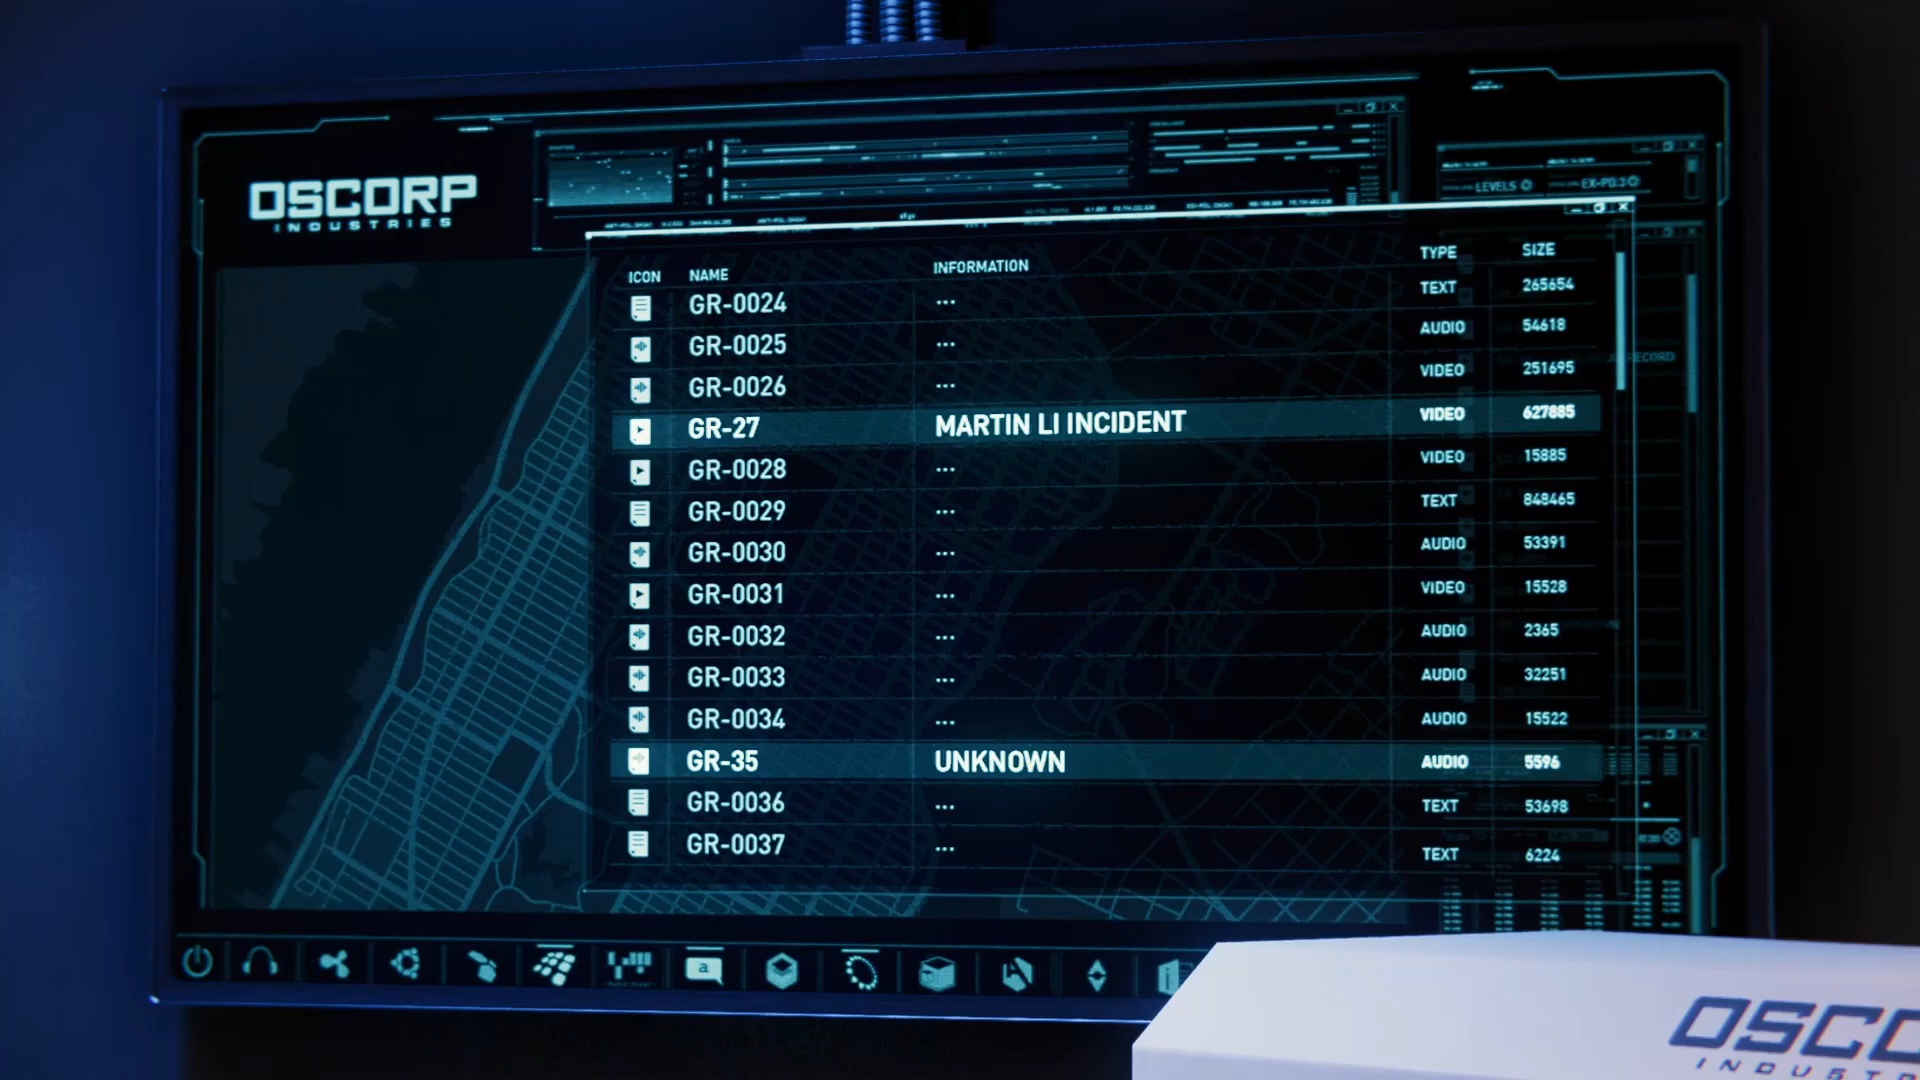 OSCORP
INDUSTRIES
LEVELS
ICON NAME INFORMATION TYPE SIZE
GR-0024 ... TEXT 265654
GR-0025 ... AUDIO 54618
GR-0026 ... VIDEO 251695
GR-27 MARTIN LI INCIDENT VIDEO 627885
GR-0028 ... VIDEO 15885
GR-0029 ... TEXT 848465
GR-0030 ... AUDIO 53391
GR-0031 ... VIDEO 15528
GR-0032 ... AUDIO 2365
GR-0033 ... AUDIO 32251
GR-0034 ... AUDIO 15522
GR-35 UNKNOWN AUDIO 5596
GR-0036 ... TEXT 53698
GR-0037 ... TEXT 6224
RECORD
a
OSCO
INDUST